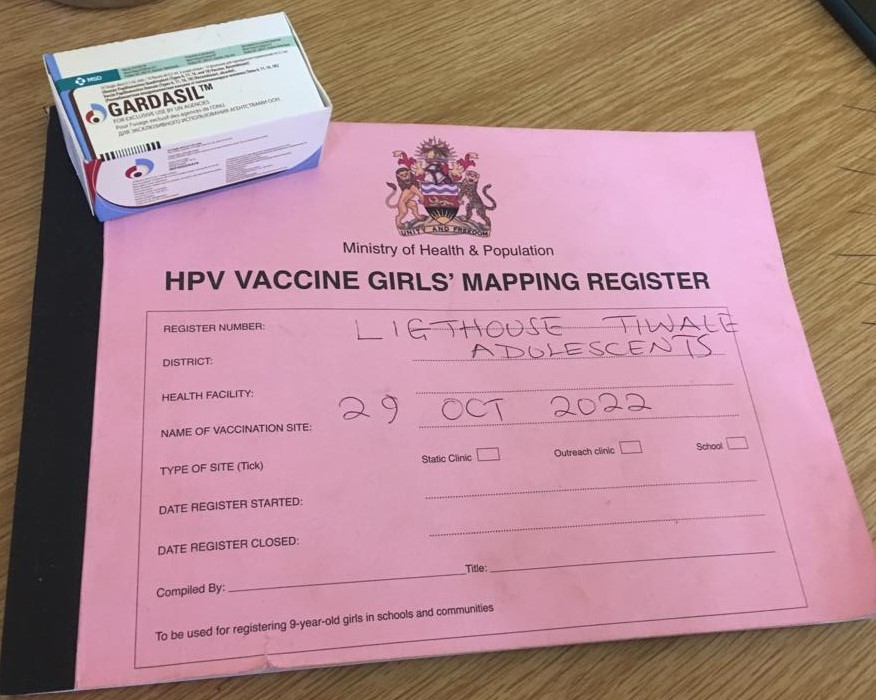 MSD
GARDASIL™
FOR EXCLUSIVE USE BY UN AGENCIES
Pour l'usage exclusif des agences de l'ONU
ДЛЯ ЭКСКЛЮЗИВНОГО ИСПОЛЬЗОВАНИЯ АГЕНТСТВАМИ ООН
UNITY AND FREEDOM
Ministry of Health & Population
HPV VACCINE GIRLS' MAPPING REGISTER
REGISTER NUMBER: LIGTHOUSE TIWALE
DISTRICT: ADOLESCENTS
HEALTH FACILITY:
NAME OF VACCINATION SITE: 29 OCT 2022
TYPE OF SITE (Tick) Static Clinic Outreach clinic School
DATE REGISTER STARTED:
DATE REGISTER CLOSED:
Compiled By: Title:
To be used for registering 9-year-old girls in schools and communities